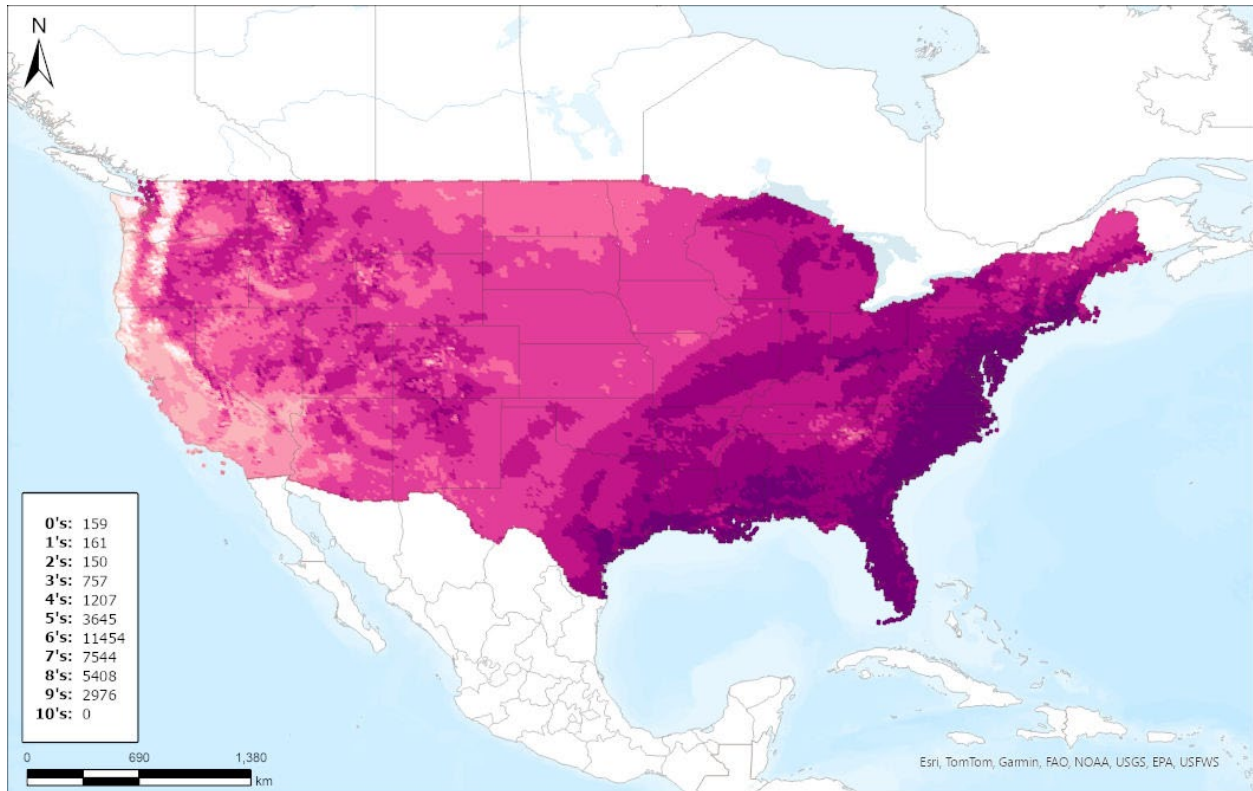 N
0's: 159
1's: 161
2's: 150
3's: 757
4's: 1207
5's: 3645
6's: 11454
7's: 7544
8's: 5408
9's: 2976
10's: 0
0 690 1,380
km
Esri, TomTom, Garmin, FAO, NOAA, USGS, EPA, USFWS